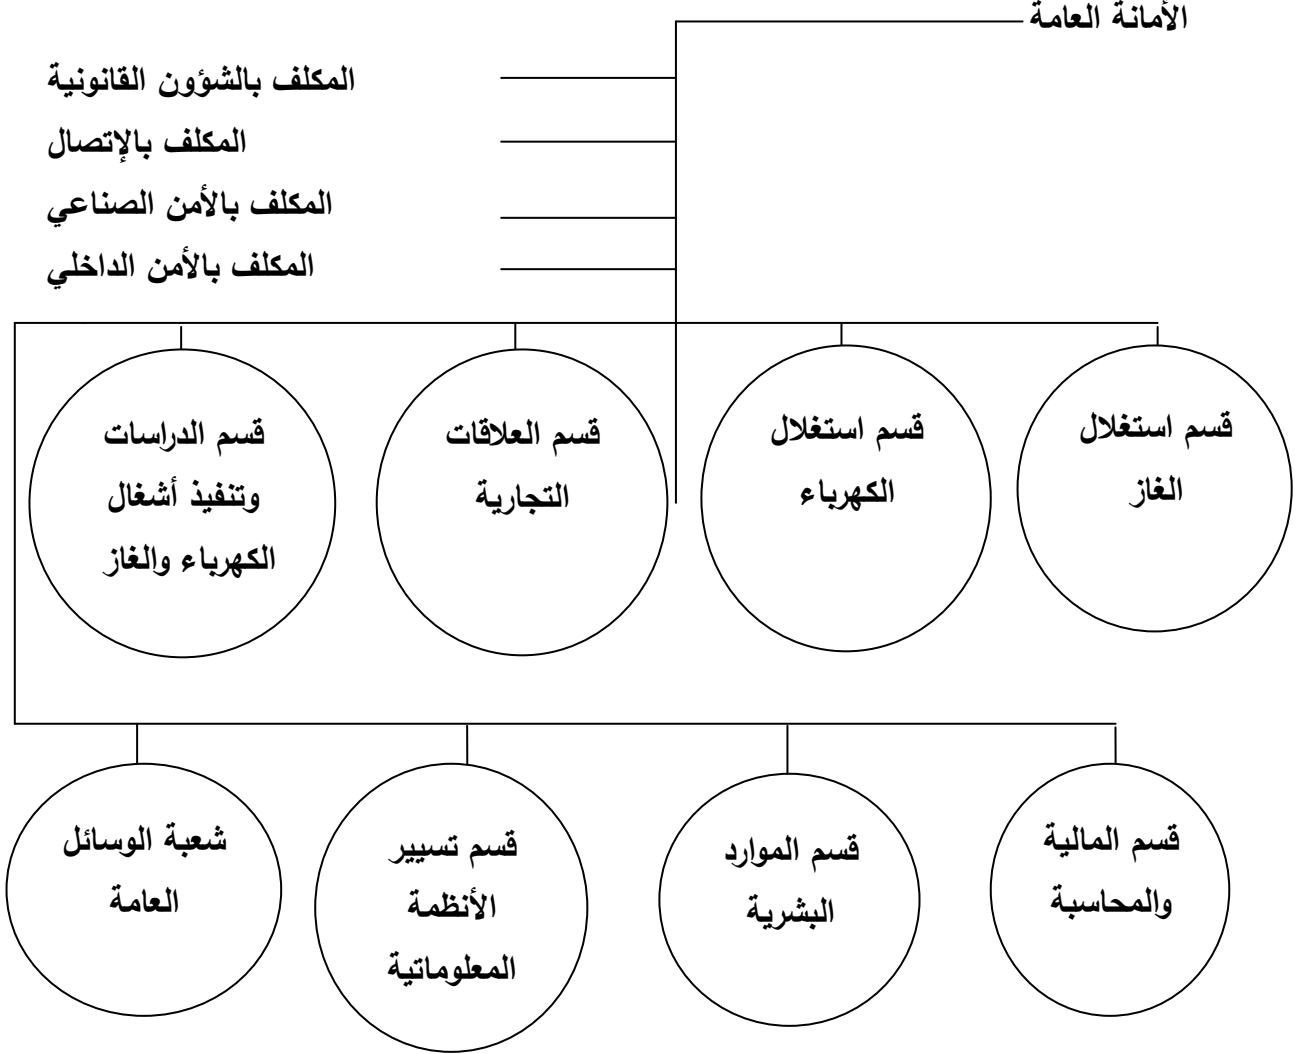 الأمانة العامة
المكلف بالشؤون القانونية
المكلف بالإتصال
المكلف بالأمن الصناعي
المكلف بالأمن الداخلي
قسم استغلال
الغاز
قسم استغلال
الكهرباء
قسم العلاقات
التجارية
قسم الدراسات
وتنفيذ أشغال
الكهرباء والغاز
قسم المالية
والمحاسبة
قسم الموارد
البشرية
قسم تسيير
الأنظمة
المعلوماتية
شعبة الوسائل
العامة